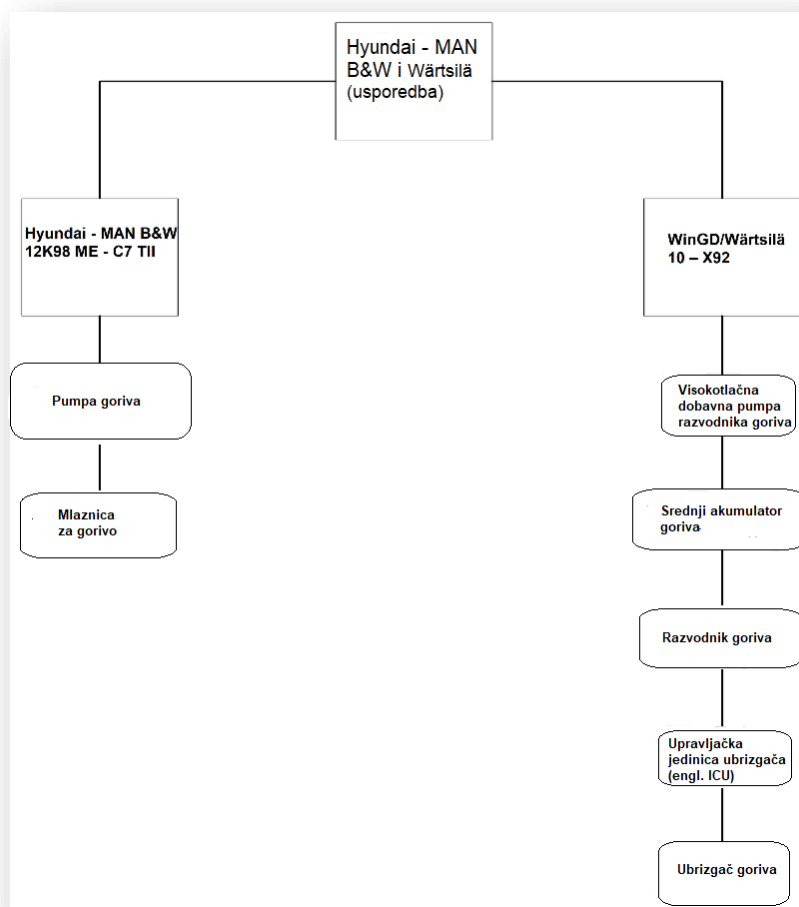 Hyundai - MAN
B&W i Wärtsilä
(usporedba)
Hyundai - MAN B&W
12K98 ME - C7 TII
Pumpa goriva
Mlaznica
za gorivo
WinGD/Wärtsilä
10 – X92
Visokotlačna
dobavna pumpa
razvodnika goriva
Srednji akumulator
goriva
Razvodnik goriva
Upravljačka
jedinica ubrizgača
(engl. ICU)
Ubrizgač goriva